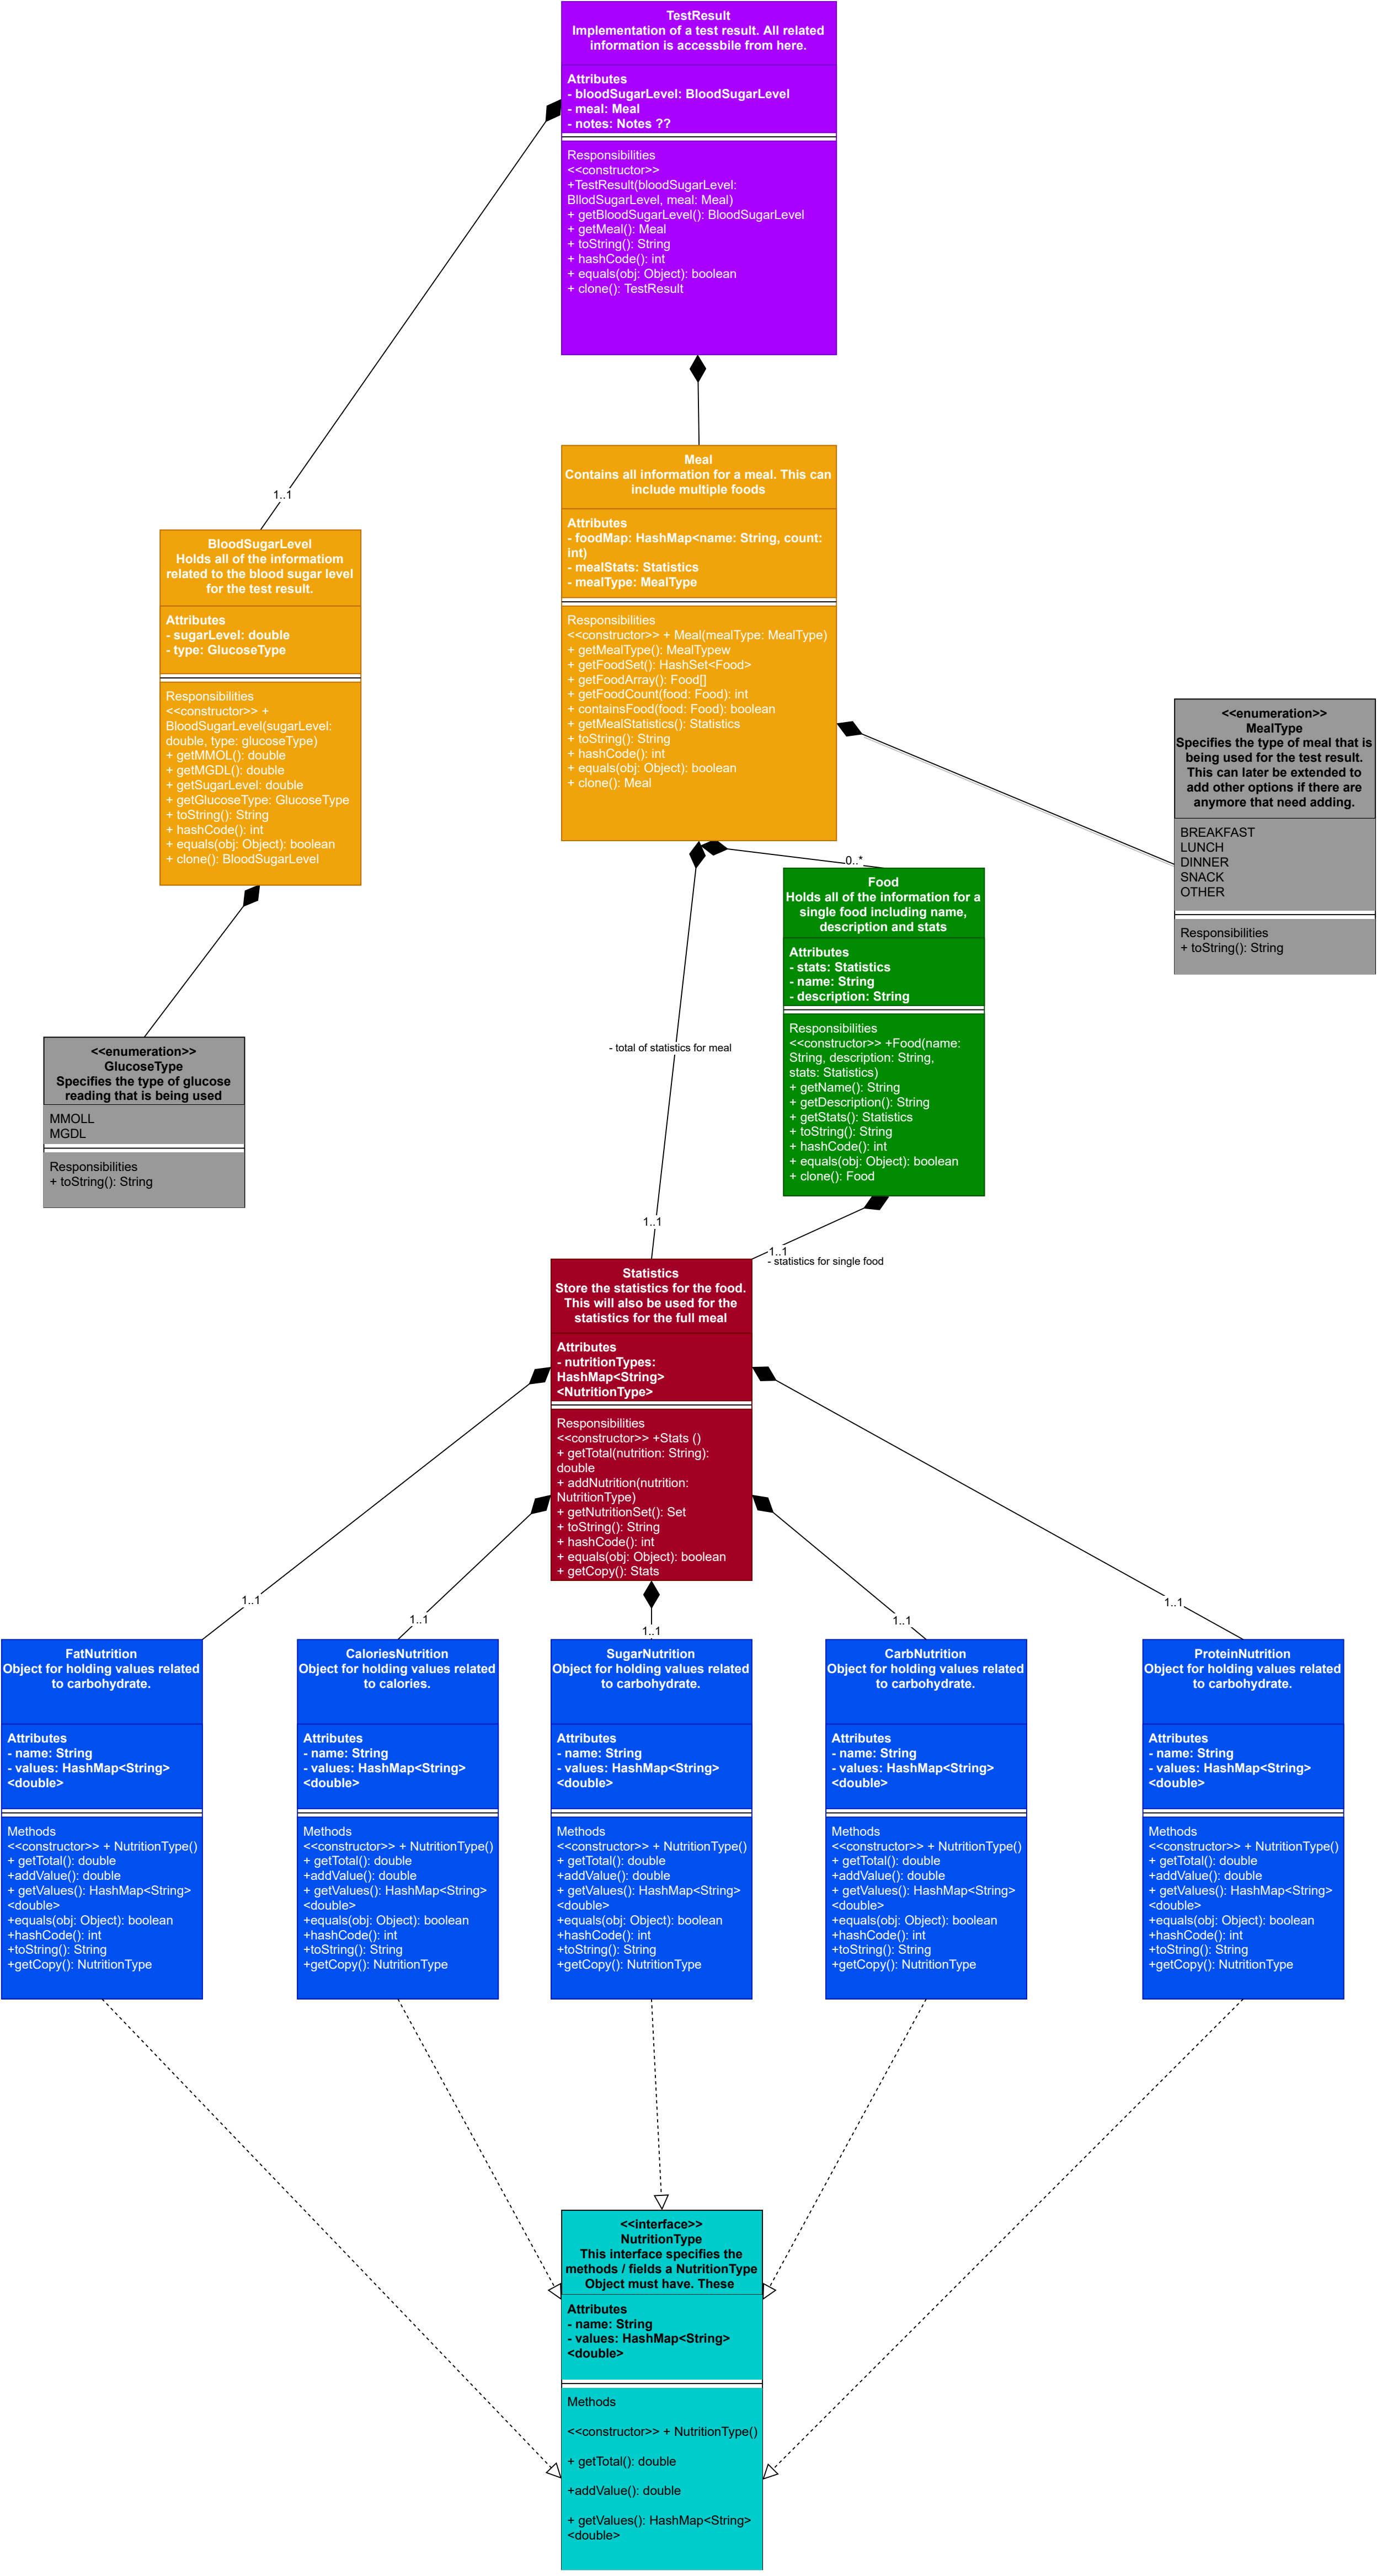 TestResult
Implementation of a test result. All related
information is accessbile from here.
Attributes
- bloodSugarLevel: BloodSugarLevel
- meal: Meal
- notes: Notes ??
Responsibilities
<<constructor>>
+TestResult(bloodSugarLevel:
BllodSugarLevel, meal: Meal)
+ getBloodSugarLevel(): BloodSugarLevel
+ getMeal(): Meal
+ toString(): String
+ hashCode(): int
+ equals(obj: Object): boolean
+ clone(): TestResult
1..1
Meal
Contains all information for a meal. This can
include multiple foods
Attributes
- foodMap: HashMap<name: String, count:
int)
- mealStats: Statistics
- mealType: MealType
Responsibilities
<<constructor>> + Meal(mealType: MealType)
+ getMealType(): MealTypew
+ getFoodSet(): HashSet<Food>
+ getFoodArray(): Food[]
+ getFoodCount(food: Food): int
+ containsFood(food: Food): boolean
+ getMealStatistics(): Statistics
+ toString(): String
+ hashCode(): int
+ equals(obj: Object): boolean
+ clone(): Meal
BloodSugarLevel
Holds all of the informatiom
related to the blood sugar level
for the test result.
Attributes
- sugarLevel: double
- type: GlucoseType
Responsibilities
<<constructor>> +
BloodSugarLevel(sugarLevel:
double, type: glucoseType)
+ getMMOL(): double
+ getMGDL(): double
+ getSugarLevel: double
+ getGlucoseType: GlucoseType
+ toString(): String
+ hashCode(): int
+ equals(obj: Object): boolean
+ clone(): BloodSugarLevel
<<enumeration>>
MealType
Specifies the type of meal that is
being used for the test result.
This can later be extended to
add other options if there are
anymore that need adding.
BREAKFAST
LUNCH
DINNER
SNACK
OTHER
Responsibilities
+ toString(): String
0..*
Food
Holds all of the information for a
single food including name,
description and stats
Attributes
- stats: Statistics
- name: String
- description: String
Responsibilities
<<constructor>> +Food(name:
String, description: String,
stats: Statistics)
+ getName(): String
+ getDescription(): String
+ getStats(): Statistics
+ toString(): String
+ hashCode(): int
+ equals(obj: Object): boolean
+ clone(): Food
<<enumeration>>
GlucoseType
Specifies the type of glucose
reading that is being used
MMOLL
MGDL
Responsibilities
+ toString(): String
- total of statistics for meal
1..1
1..1
- statistics for single food
Statistics
Store the statistics for the food.
This will also be used for the
statistics for the full meal
Attributes
- nutritionTypes:
HashMap<String>
<NutritionType>
Responsibilities
<<constructor>> +Stats ()
+ getTotal(nutrition: String):
double
+ addNutrition(nutrition:
NutritionType)
+ getNutritionSet(): Set
+ toString(): String
+ hashCode(): int
+ equals(obj: Object): boolean
+ getCopy(): Stats
1..1
1..1
1..1
1..1
1..1
FatNutrition
Object for holding values related
to carbohydrate.
Attributes
- name: String
- values: HashMap<String>
<double>
Methods
<<constructor>> + NutritionType()
+ getTotal(): double
+addValue(): double
+ getValues(): HashMap<String>
<double>
+equals(obj: Object): boolean
+hashCode(): int
+toString(): String
+getCopy(): NutritionType
CaloriesNutrition
Object for holding values related
to calories.
Attributes
- name: String
- values: HashMap<String>
<double>
Methods
<<constructor>> + NutritionType()
+ getTotal(): double
+addValue(): double
+ getValues(): HashMap<String>
<double>
+equals(obj: Object): boolean
+hashCode(): int
+toString(): String
+getCopy(): NutritionType
SugarNutrition
Object for holding values related
to carbohydrate.
Attributes
- name: String
- values: HashMap<String>
<double>
Methods
<<constructor>> + NutritionType()
+ getTotal(): double
+addValue(): double
+ getValues(): HashMap<String>
<double>
+equals(obj: Object): boolean
+hashCode(): int
+toString(): String
+getCopy(): NutritionType
CarbNutrition
Object for holding values related
to carbohydrate.
Attributes
- name: String
- values: HashMap<String>
<double>
Methods
<<constructor>> + NutritionType()
+ getTotal(): double
+addValue(): double
+ getValues(): HashMap<String>
<double>
+equals(obj: Object): boolean
+hashCode(): int
+toString(): String
+getCopy(): NutritionType
ProteinNutrition
Object for holding values related
to carbohydrate.
Attributes
- name: String
- values: HashMap<String>
<double>
Methods
<<constructor>> + NutritionType()
+ getTotal(): double
+addValue(): double
+ getValues(): HashMap<String>
<double>
+equals(obj: Object): boolean
+hashCode(): int
+toString(): String
+getCopy(): NutritionType
<<interface>>
NutritionType
This interface specifies the
methods / fields a NutritionType
Object must have. These
Attributes
- name: String
- values: HashMap<String>
<double>
Methods
<<constructor>> + NutritionType()
+ getTotal(): double
+addValue(): double
+ getValues(): HashMap<String>
<double>